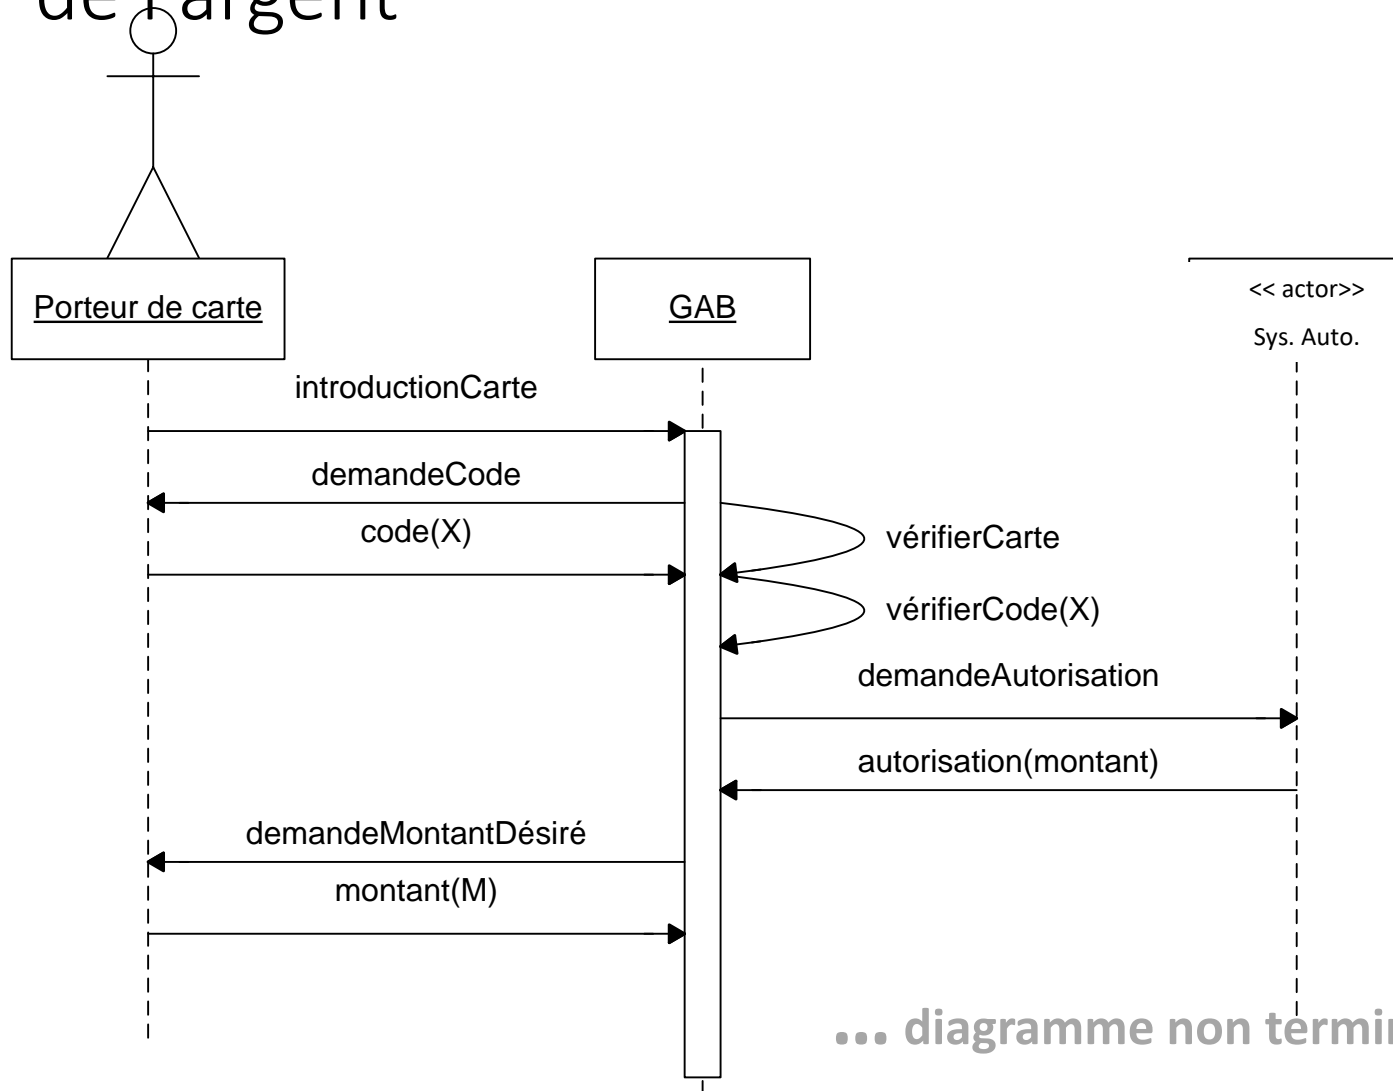 de l'argent
Porteur de carte
GAB
<< actor>>
Sys. Auto.
introductionCarte
demandeCode
code(X)
vérifierCarte
vérifierCode(X)
demandeAutorisation
autorisation(montant)
demandeMontantDésiré
montant(M)
... diagramme non termin